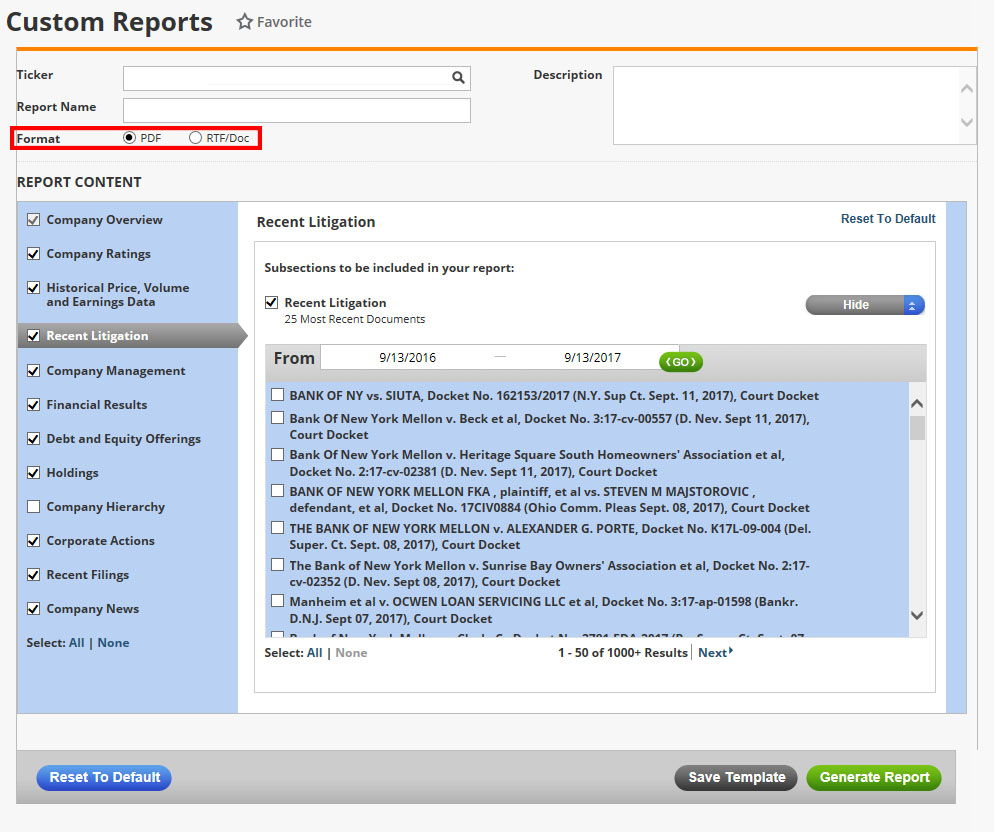 Custom Reports
Favorite
Ticker
Description
Report Name
Format
PDF
RTF/Doc
REPORT CONTENT
Company Overview
Company Ratings
Historical Price, Volume
and Earnings Data
Recent Litigation
Company Management
Financial Results
Debt and Equity Offerings
Holdings
Company Hierarchy
Corporate Actions
Recent Filings
Company News
Select: All | None
Recent Litigation
Reset To Default
Subsections to be included in your report:
Recent Litigation
25 Most Recent Documents
Hide
From 9/13/2016 — 9/13/2017 GO
BANK OF NY vs. SIUTA, Docket No. 162153/2017 (N.Y. Sup Ct. Sept. 11, 2017), Court Docket
Bank Of New York Mellon v. Beck et al, Docket No. 3:17-cv-00557 (D. Nev. Sept 11, 2017),
Court Docket
Bank Of New York Mellon v. Heritage Square South Homeowners' Association et al,
Docket No. 2:17-cv-02381 (D. Nev. Sept 11, 2017), Court Docket
BANK OF NEW YORK MELLON FKA , plaintiff, et al vs. STEVEN M MAJSTOROVIC ,
defendant, et al, Docket No. 17CIV0884 (Ohio Comm. Pleas Sept. 08, 2017), Court Docket
THE BANK OF NEW YORK MELLON v. ALEXANDER G. PORTE, Docket No. K17L-09-004 (Del.
Super. Ct. Sept. 08, 2017), Court Docket
The Bank of New York Mellon v. Sunrise Bay Owners' Association et al, Docket No. 2:17-
cv-02352 (D. Nev. Sept 08, 2017), Court Docket
Manheim et al v. OCWEN LOAN SERVICING LLC et al, Docket No. 3:17-ap-01598 (Bankr.
D.N.J. Sept 07, 2017), Court Docket
Select: All | None
1 - 50 of 1000+ Results | Next
Reset To Default
Save Template
Generate Report